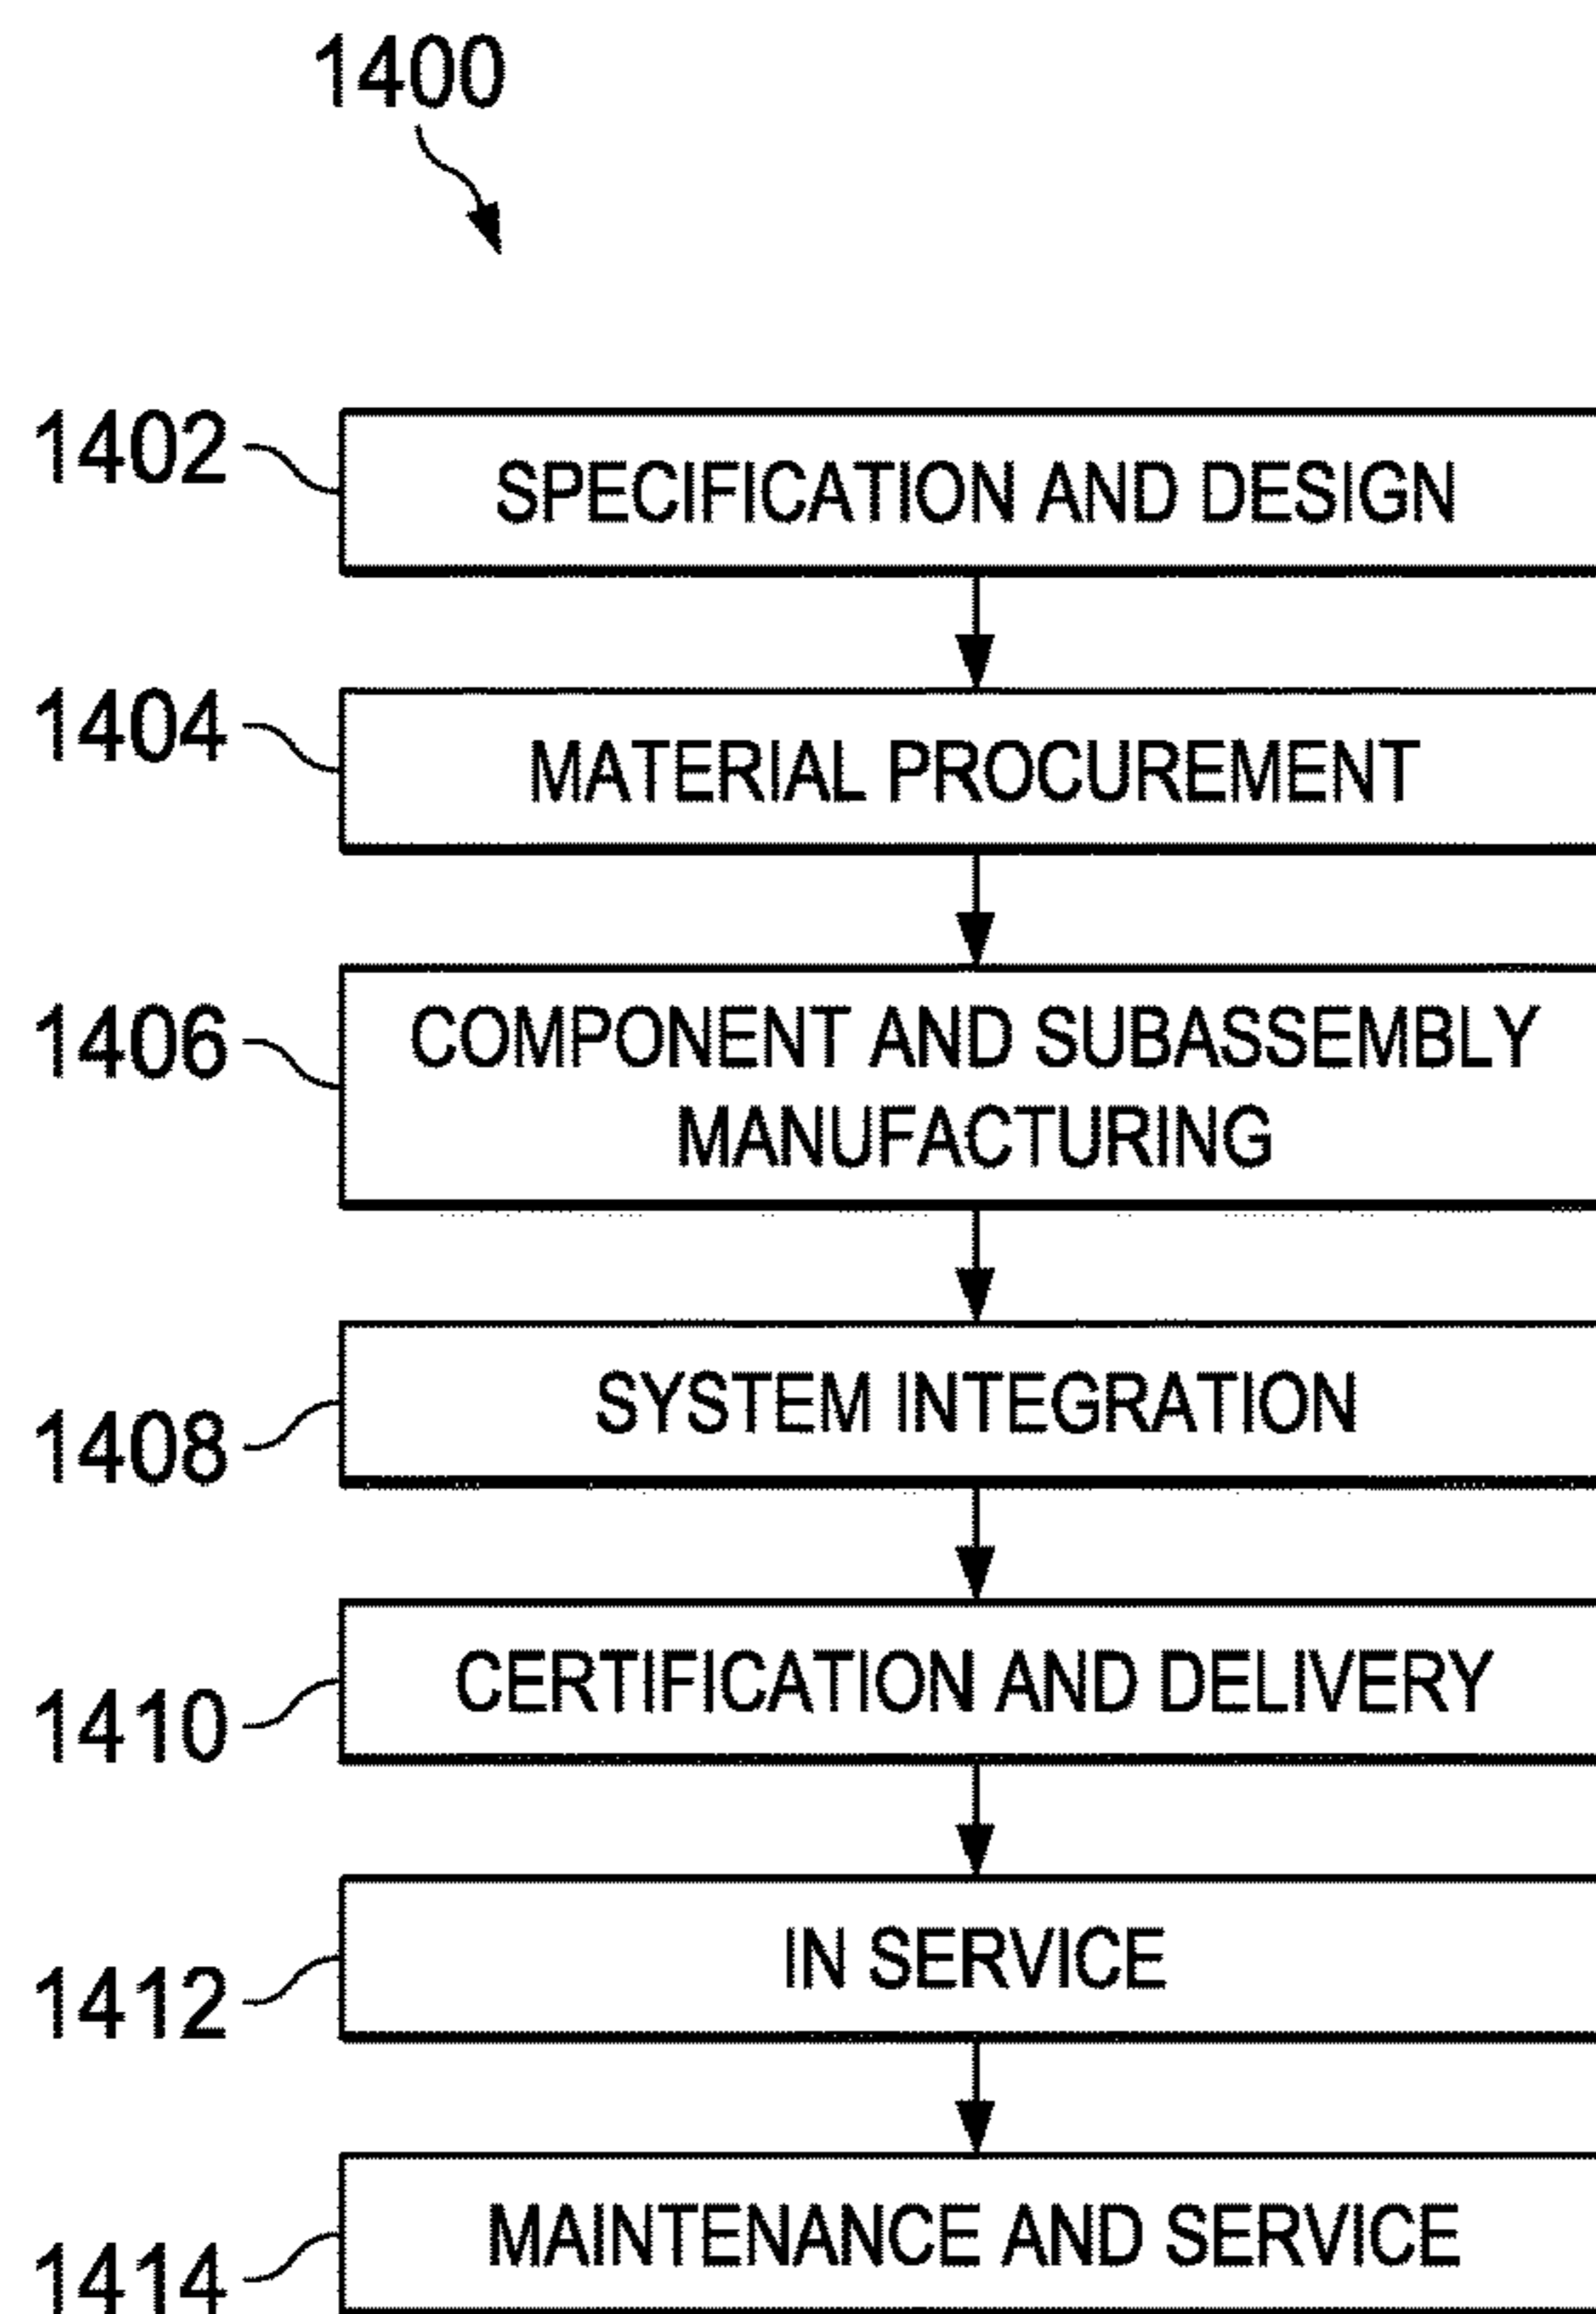 1400
1402
SPECIFICATION AND DESIGN
1404
MATERIAL PROCUREMENT
1406
COMPONENT AND SUBASSEMBLY
MANUFACTURING
1408
SYSTEM INTEGRATION
1410
CERTIFICATION AND DELIVERY
1412
IN SERVICE
1414
MAINTENANCE AND SERVICE